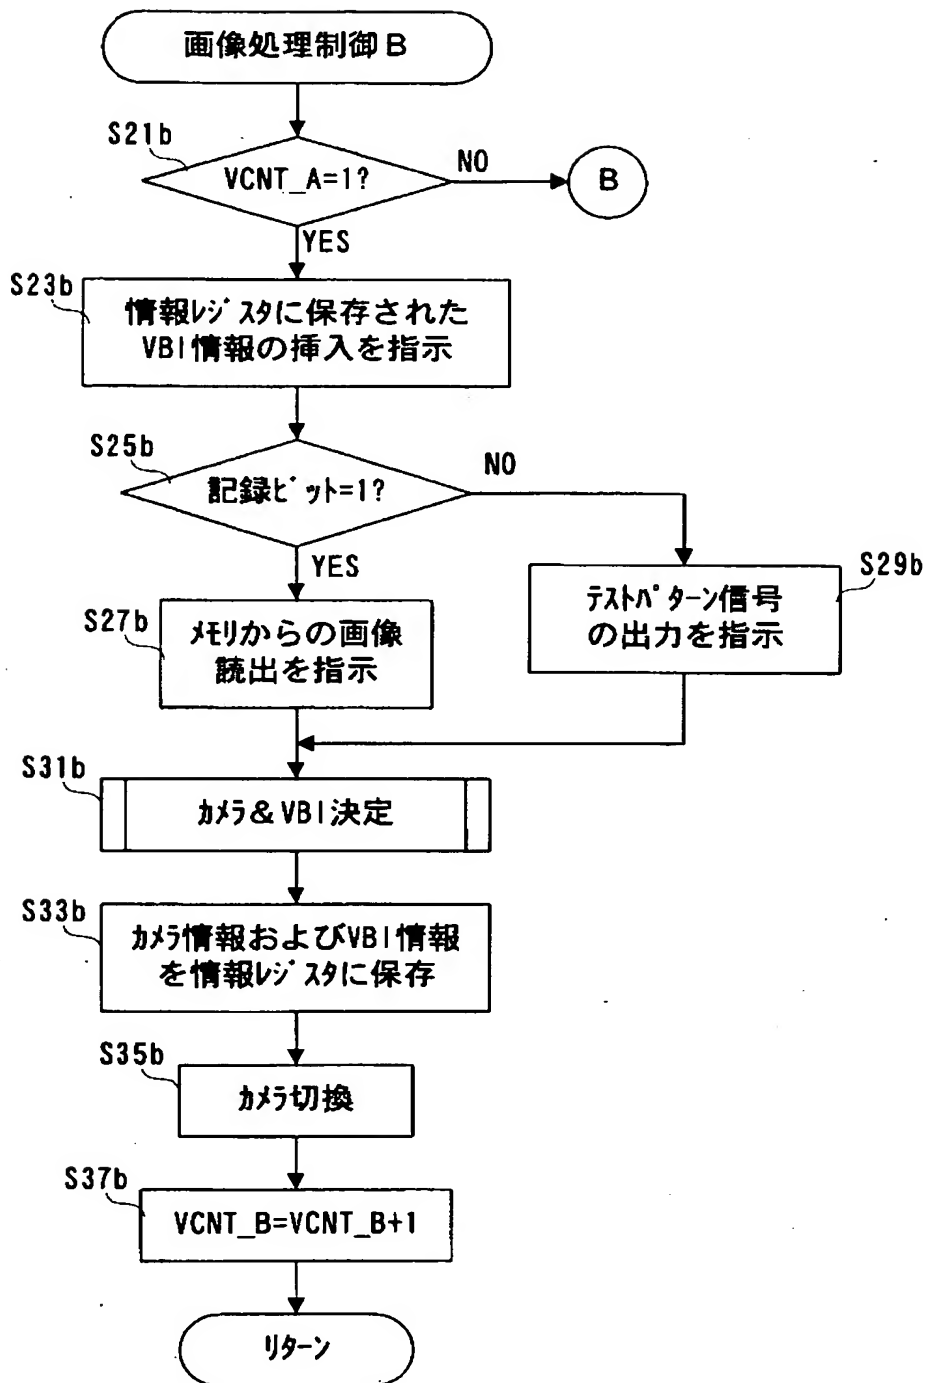 画像処理制御B
S21b
VCNT_A=1?
NO
B
YES
S23b
情報ﾚｼﾞｽﾀに保存された
VBI情報の挿入を指示
S25b
記録ﾋﾞｯﾄ=1?
NO
YES
S27b
ﾒﾓﾘからの画像
読出を指示
S29b
ﾃｽﾄﾊﾟﾀｰﾝ信号
の出力を指示
S31b
ｶﾒﾗ&VBI決定
S33b
ｶﾒﾗ情報およびVBI情報
を情報ﾚｼﾞｽﾀに保存
S35b
ｶﾒﾗ切換
S37b
VCNT_B=VCNT_B+1
ﾘﾀｰﾝ